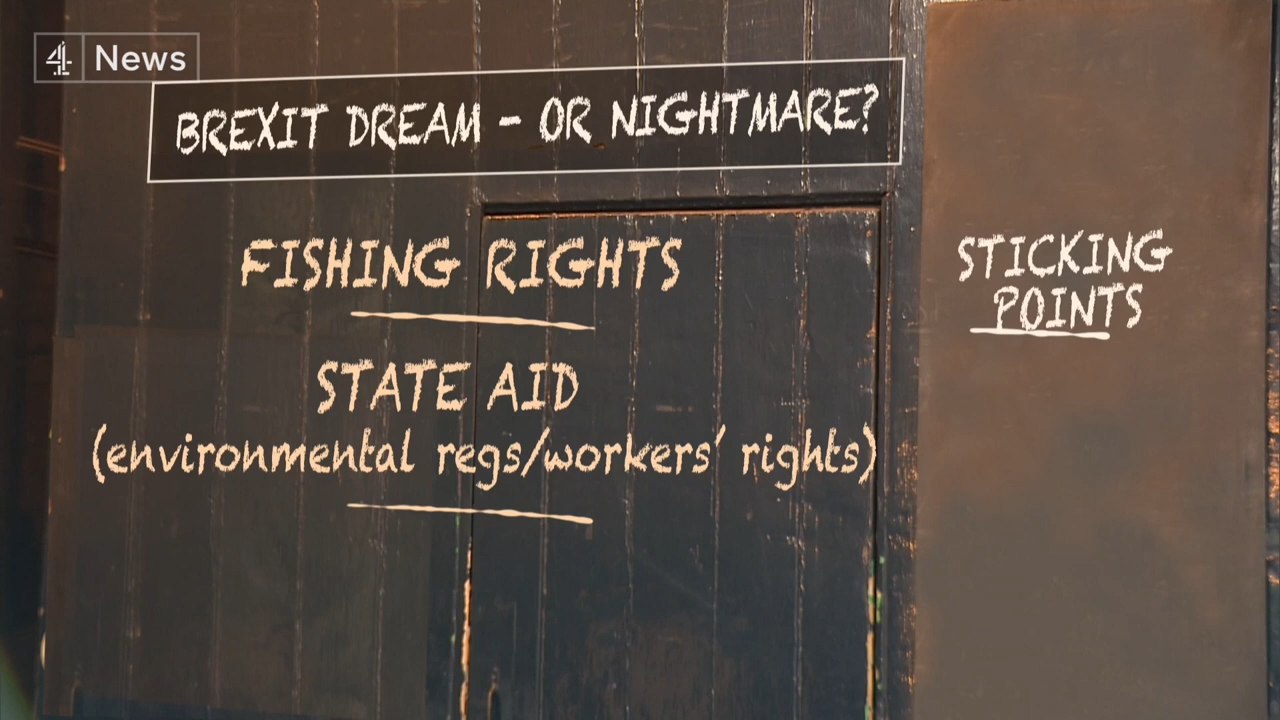 4 News
BREXIT DREAM - OR NIGHTMARE?
FISHING RIGHTS
STATE AID
(environmental regs/workers' rights)
STICKING
POINTS